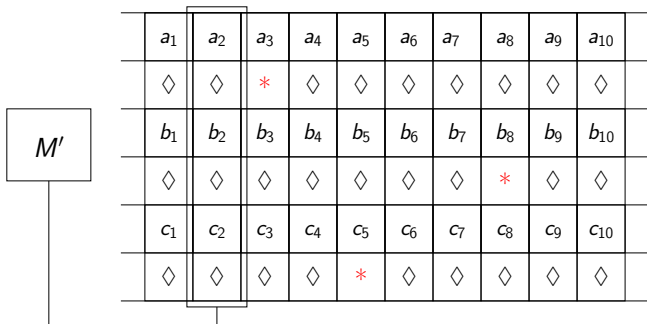 a₁ a₂ a₃ a₄ a₅ a₆ a₇ a₈ a₉ a₁₀
◊ ◊ * ◊ ◊ ◊ ◊ ◊ ◊ ◊
M′ b₁ b₂ b₃ b₄ b₅ b₆ b₇ b₈ b₉ b₁₀
◊ ◊ ◊ ◊ ◊ ◊ ◊ * ◊ ◊
c₁ c₂ c₃ c₄ c₅ c₆ c₇ c₈ c₉ c₁₀
◊ ◊ ◊ ◊ * ◊ ◊ ◊ ◊ ◊